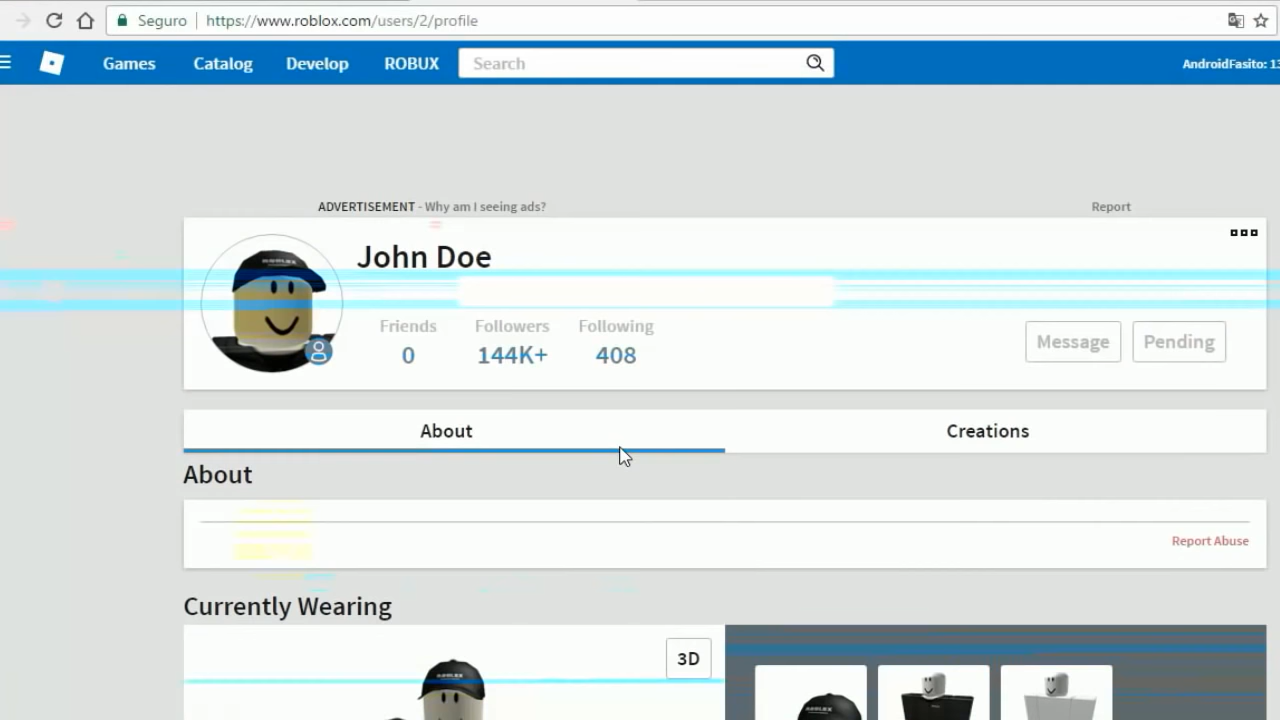 Seguro https://www.roblox.com/users/2/profile
Games Catalog Develop ROBUX Search AndroidFasito: 13
ADVERTISEMENT - Why am I seeing ads? Report
John Doe
Friends Followers Following
0 144K+ 408
Message Pending
About Creations
About
Report Abuse
Currently Wearing
3D